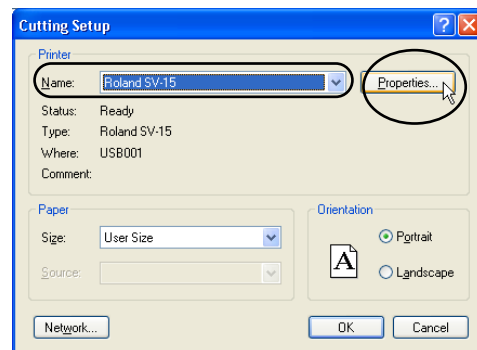 Cutting Setup
Printer
Name: Roland SV-15 Properties...
Status: Ready
Type: Roland SV-15
Where: USB001
Comment:
Paper
Size: User Size
Source:
Orientation
A
Portrait
Landscape
Network... OK Cancel